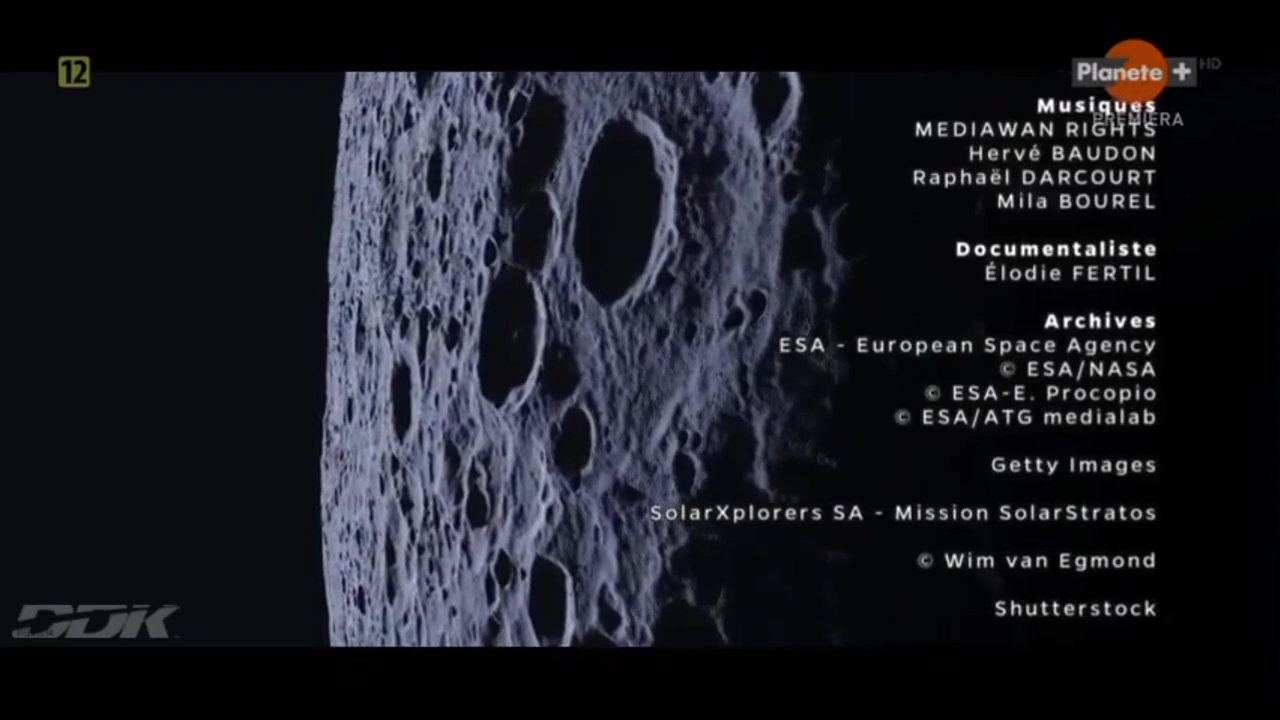 12
Planete +
HD
PREMIERA
Musiques
MEDIAWAN RIGHTS
Hervé BAUDON
Raphaël DARCOURT
Mila BOUREL
Documentaliste
Élodie FERTIL
Archives
ESA - European Space Agency
© ESA/NASA
© ESA-E. Procopio
© ESA/ATG medialab
Getty Images
SolarXplorers SA - Mission SolarStratos
© Wim van Egmond
Shutterstock
DDK